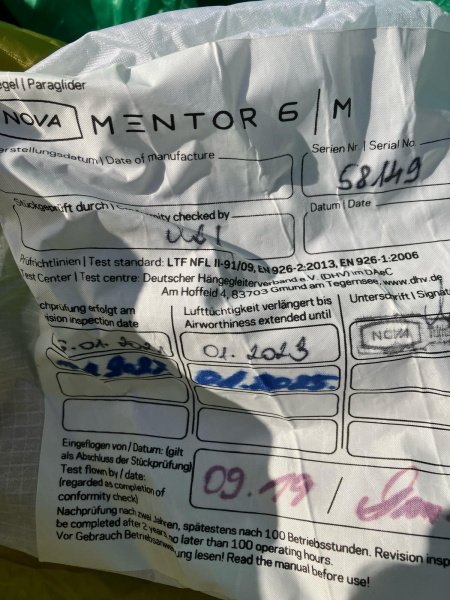 egel | Paraglider
NOVA MENTOR 6 | M
erstellungsdatum | Date of manufacture
Serien Nr | Serial No.
58149
Stückgeprüft durch | checked by
Datum | Date
Prüfrichtlinien | Test standard: LTF NFL II-91/09, EN 926-2:2013, EN 926-1:2006
Test Center | Test centre: Deutscher Hängegleiterverband e.V. (DHV) im DAeC
Am Hoffeld 4, 83703 Gmund am Tegernsee, www.dhv.de
chprüfung erfolgt am
ision inspection date
Lufttüchtigkeit verlängert bis
Airworthiness extended until
Unterschrift | Signat
01. 2023
NOVA
01.2025
Eingeflogen von / Datum: (gilt
als Abschluss der Stückprüfung)
Test flown by / date:
(regarded as completion of
conformity check)
09.19 /
Nachprüfung nach zwei Jahren, spätestens nach 100 Betriebsstunden. Revision insp
be completed after 2 years, no later than 100 operating hours.
Vor Gebrauch Betriebsanweisung lesen! Read the manual before use!